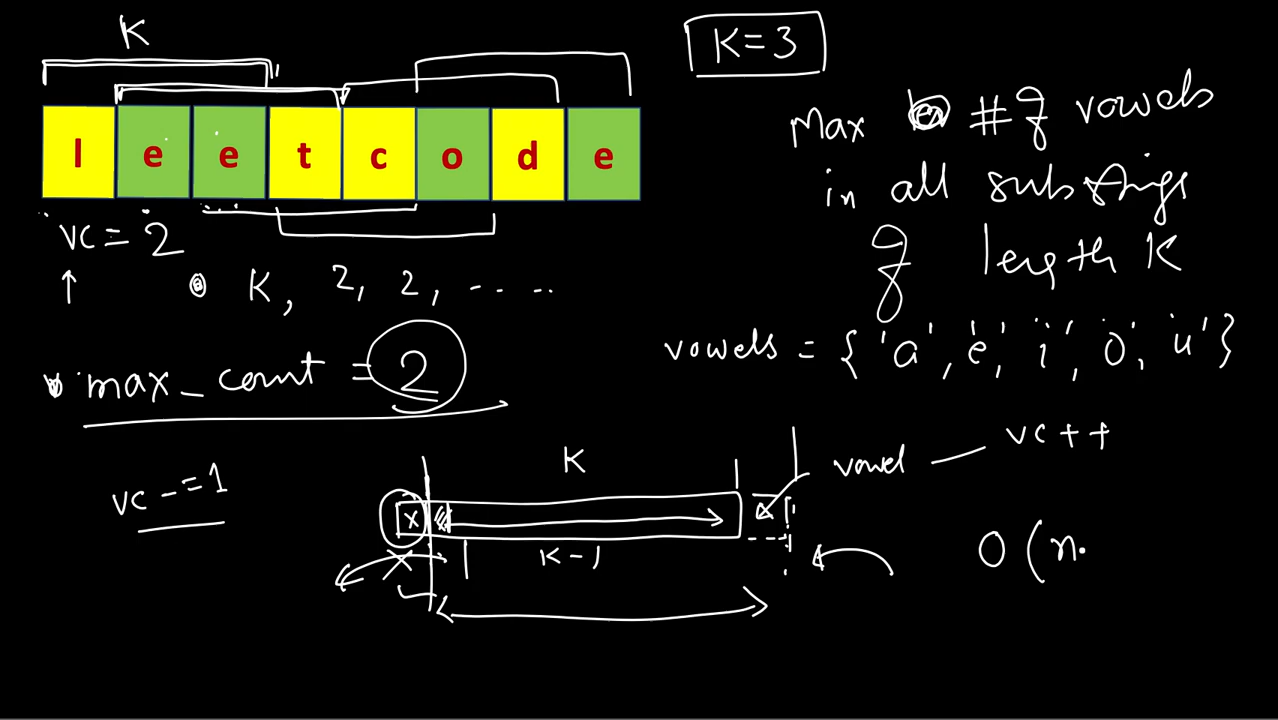 K
K=3
l e e t c o d e
Max # of vowels
in all substrings
of length K
vc = 2
K, 2, 2, .....
vowels = { 'a', 'e', 'i', 'o', 'u' }
max_count = 2
vc -= 1
K
vowel — vc++
x
x
K-1
O(n